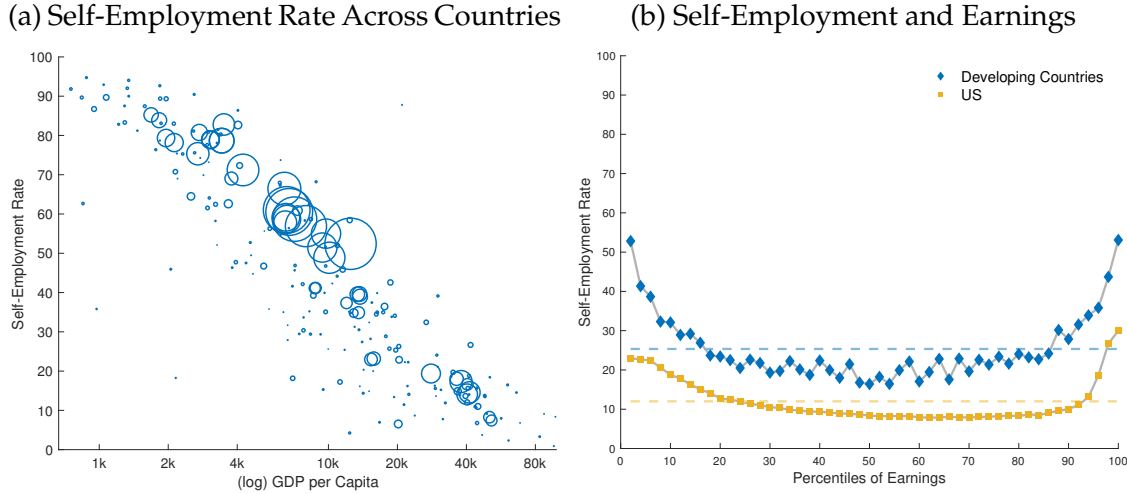 (a) Self-Employment Rate Across Countries
100
90
80
70
60
50
40
30
20
10
0
Self-Employment Rate
1k 2k 4k 10k 20k 40k 80k
(log) GDP per Capita
(b) Self-Employment and Earnings
100
90
80
70
60
50
40
30
20
10
0
Self-Employment Rate
Developing Countries
US
0 10 20 30 40 50 60 70 80 90 100
Percentiles of Earnings